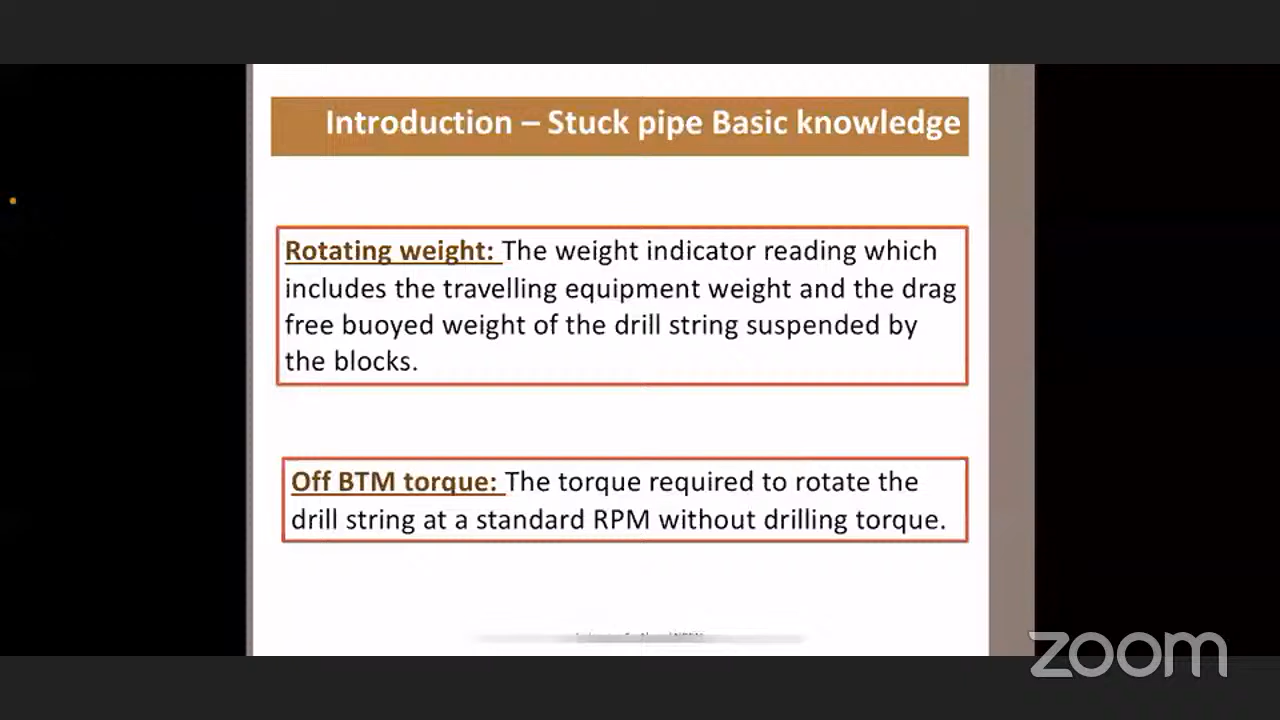 Introduction – Stuck pipe Basic knowledge
Rotating weight: The weight indicator reading which
includes the travelling equipment weight and the drag
free buoyed weight of the drill string suspended by
the blocks.
Off BTM torque: The torque required to rotate the
drill string at a standard RPM without drilling torque.
zoom